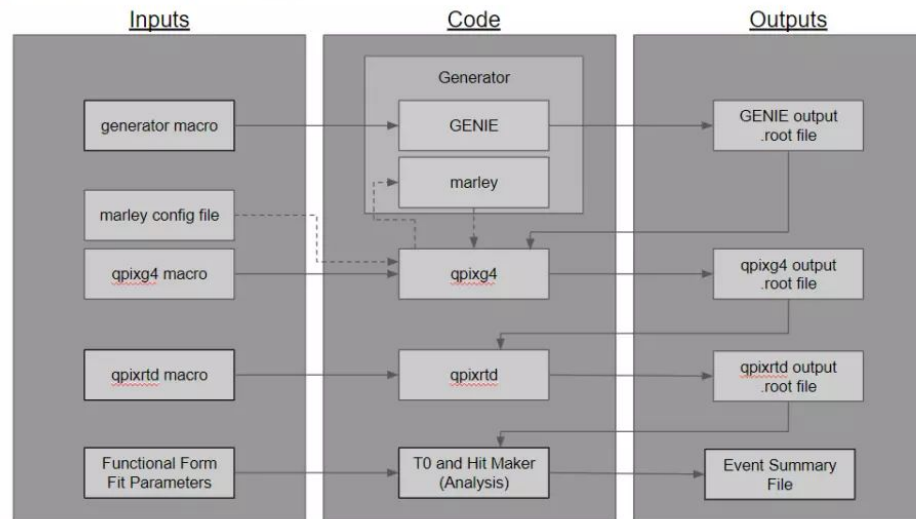 Inputs
Code
Outputs
Generator
generator macro
GENIE
GENIE output
.root file
marley
marley config file
qpixg4 macro
qpixg4
qpixg4 output
.root file
qpixrtd macro
qpixrtd
qpixrtd output
.root file
Functional Form
Fit Parameters
T0 and Hit Maker
(Analysis)
Event Summary
File